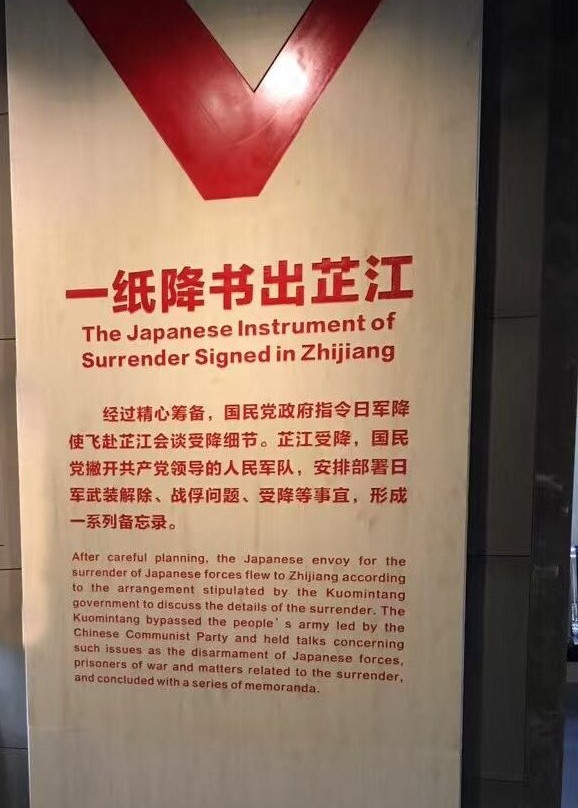 一纸降书出芷江
The Japanese Instrument of
Surrender Signed in Zhijiang
经过精心筹备，国民党政府指令日军降
使飞赴芷江会谈受降细节。芷江受降，国民
党撇开共产党领导的人民军队，安排部署日
军武装解除、战俘问题、受降等事宜，形成
一系列备忘录。
After careful planning, the Japanese envoy for the
surrender of Japanese forces flew to Zhijiang according
to the arrangement stipulated by the Kuomintang
government to discuss the details of the surrender. The
Kuomintang bypassed the people's army led by the
Chinese Communist Party and held talks concerning
such issues as the disarmament of Japanese forces,
prisoners of war and matters related to the surrender,
and concluded with a series of memoranda.